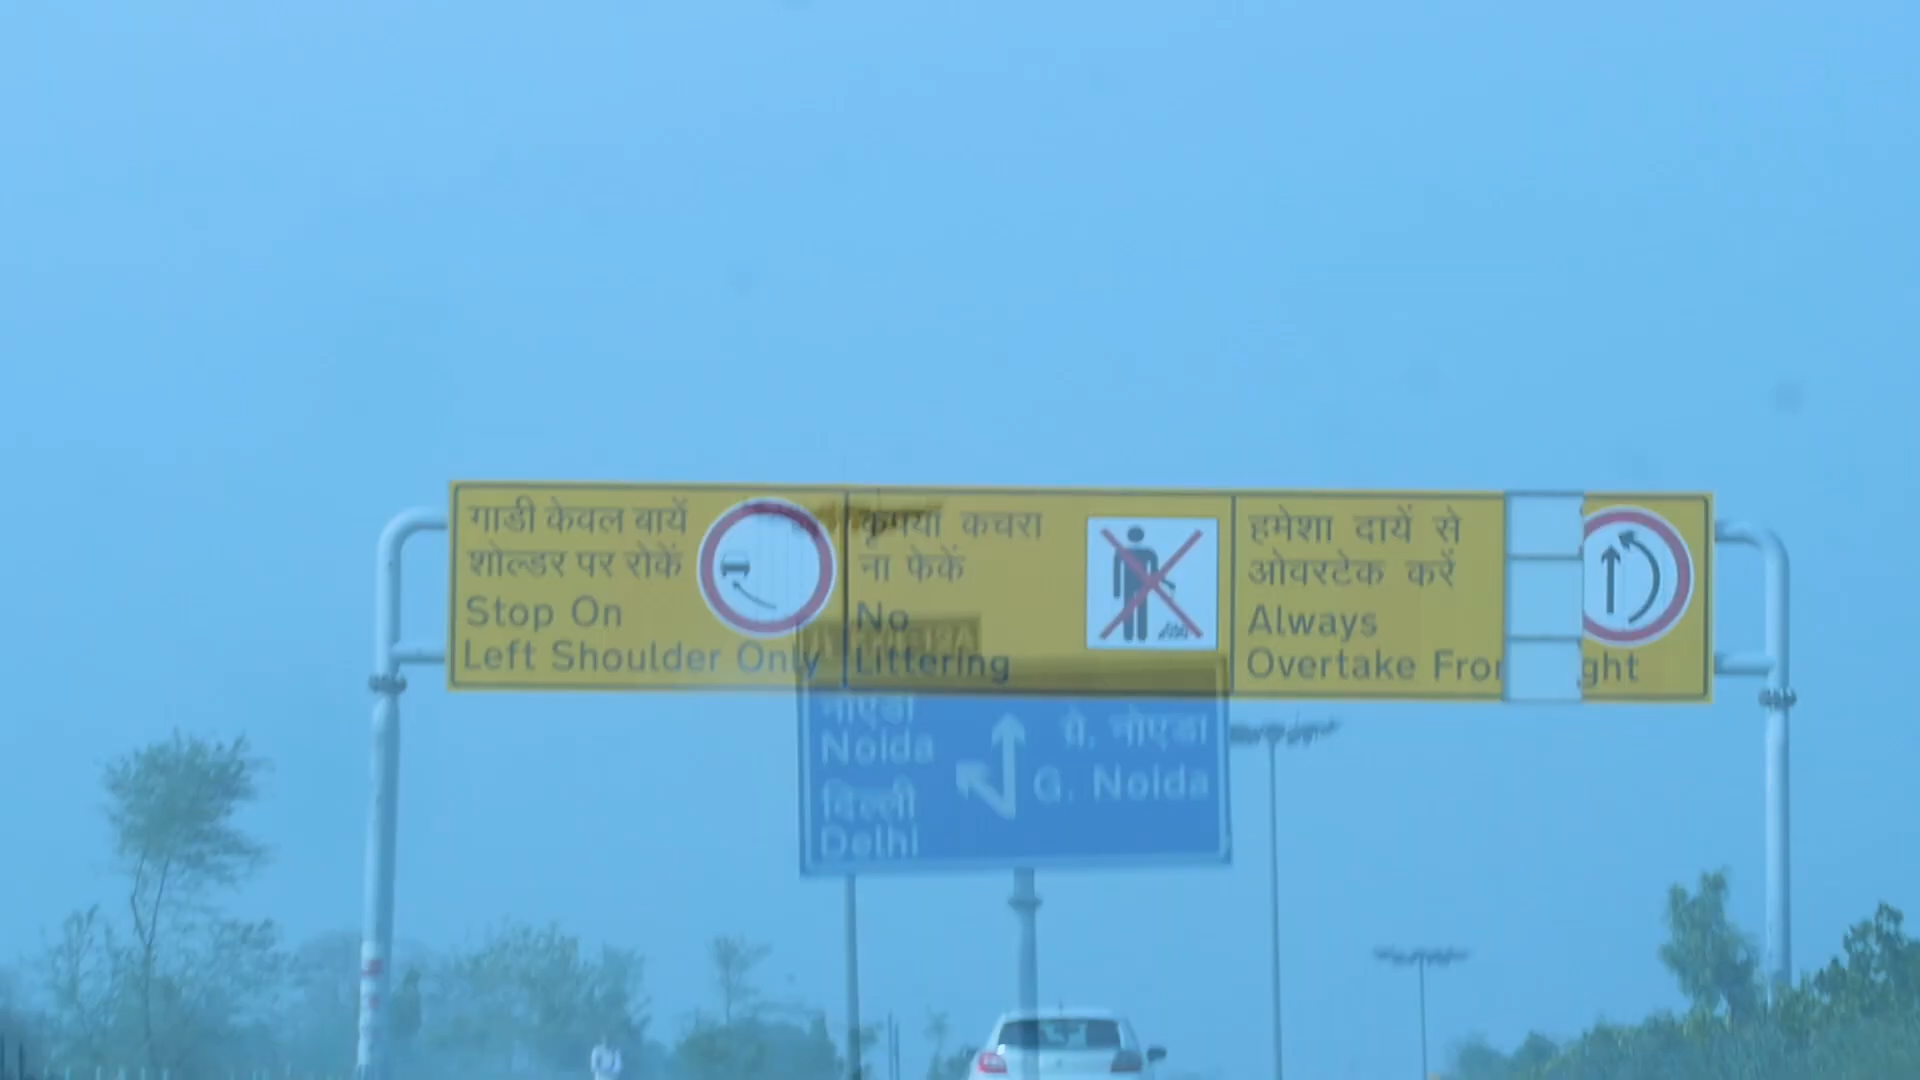 गाडी केवल बायें
शोल्डर पर रोकें
Stop On
Left Shoulder Only
कृपया कचरा
ना फेकें
No
Littering
हमेशा दायें से
ओवरटेक करें
Always
Overtake
नोएडा
Noida
दिल्ली
Delhi
ग्रे. नोएडा
G. Noida